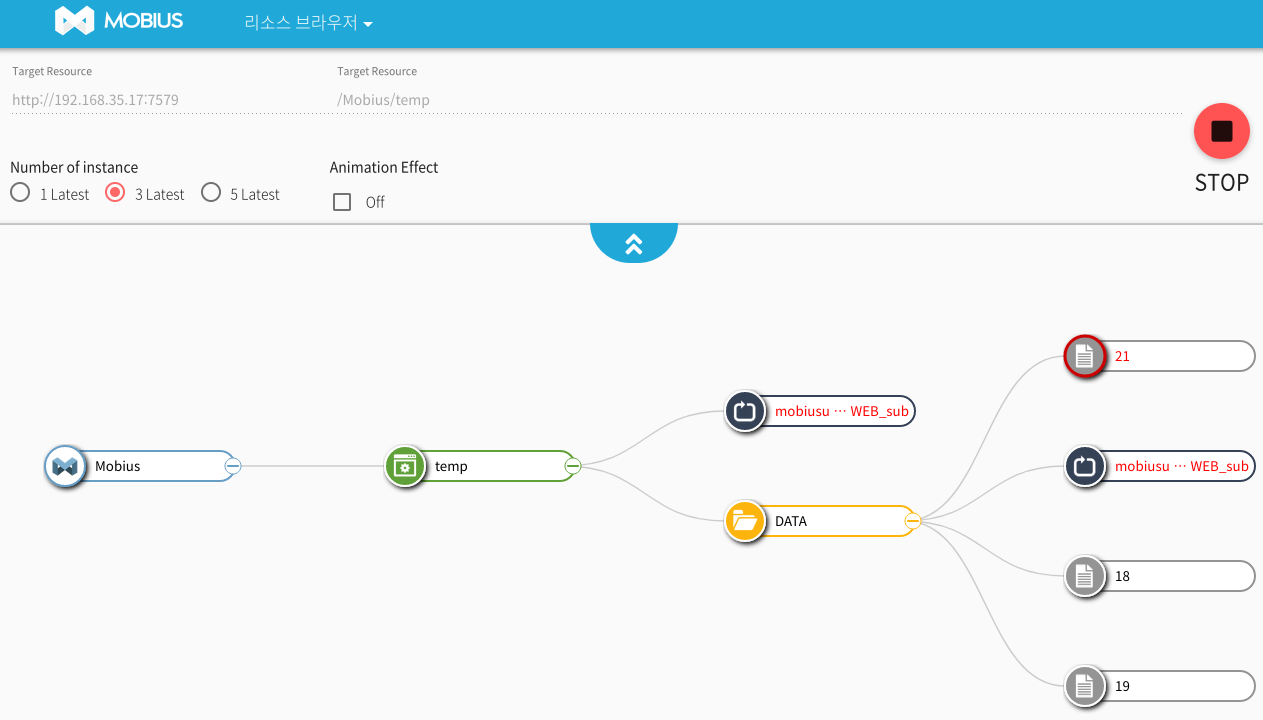 MOBIUS
리소스 브라우저
Target Resource
Target Resource
http://192.168.35.17:7579
/Mobius/temp
Number of instance
Animation Effect
1 Latest
3 Latest
5 Latest
Off
STOP
21
mobiusu ··· WEB_sub
Mobius
temp
mobiusu ··· WEB_sub
DATA
18
19